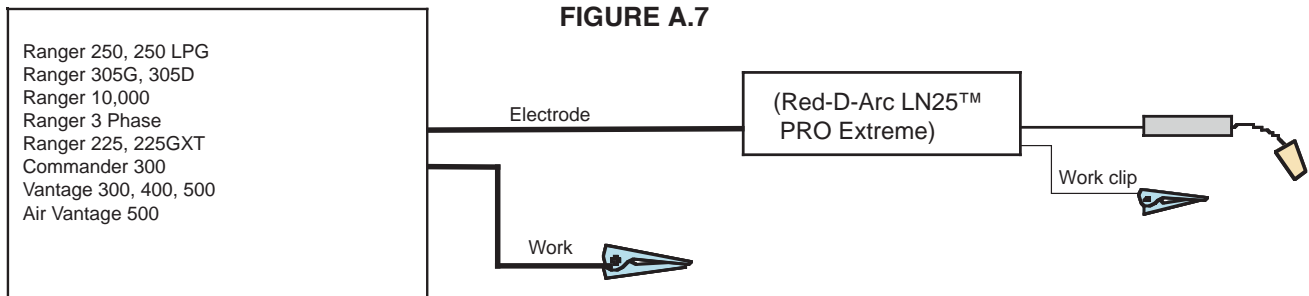 FIGURE A.7
Ranger 250, 250 LPG
Ranger 305G, 305D
Ranger 10,000
Ranger 3 Phase
Ranger 225, 225GXT
Commander 300
Vantage 300, 400, 500
Air Vantage 500
Electrode
Work
(Red-D-Arc LN25™
PRO Extreme)
Work clip